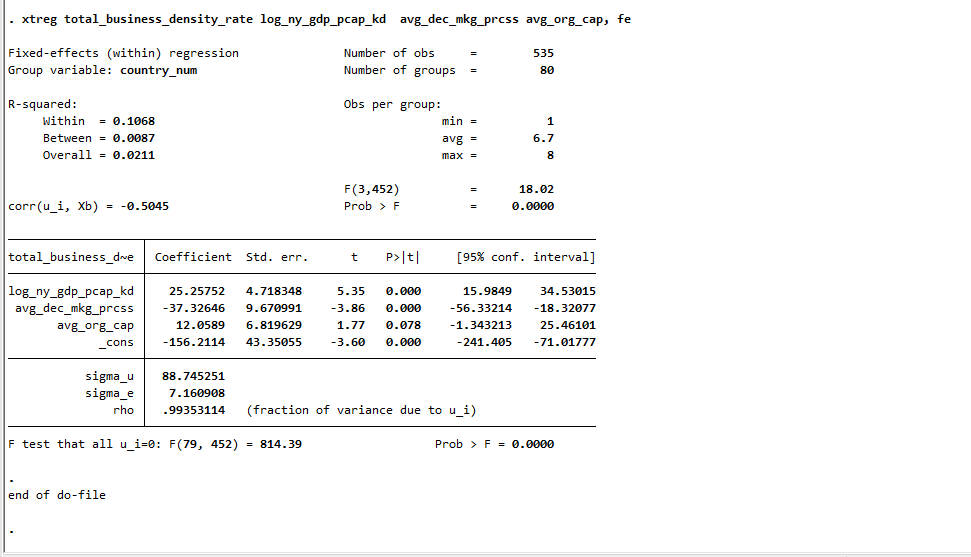 . xtreg total_business_density_rate log_ny_gdp_pcap_kd  avg_dec_mkg_prcss avg_org_cap, fe
Fixed-effects (within) regression               Number of obs     =        535
Group variable: country_num                     Number of groups  =         80
R-squared:                                      Obs per group:
     Within  = 0.1068                                         min =          1
     Between = 0.0087                                         avg =        6.7
     Overall = 0.0211                                         max =          8
                                                F(3,452)          =      18.02
corr(u_i, Xb) = -0.5045                         Prob > F          =     0.0000
total_business_d~e   Coefficient  Std. err.      t    P>|t|     [95% conf. interval]
log_ny_gdp_pcap_kd     25.25752   4.718348     5.35   0.000      15.9849    34.53015
 avg_dec_mkg_prcss    -37.32646   9.670991    -3.86   0.000    -56.33214   -18.32077
       avg_org_cap      12.0589   6.819629     1.77   0.078    -1.343213    25.46101
             _cons    -156.2114   43.35055    -3.60   0.000     -241.405   -71.01777
           sigma_u    88.745251
           sigma_e     7.160908
               rho    .99353114   (fraction of variance due to u_i)
F test that all u_i=0: F(79, 452) = 814.39                   Prob > F = 0.0000
.
end of do-file
.